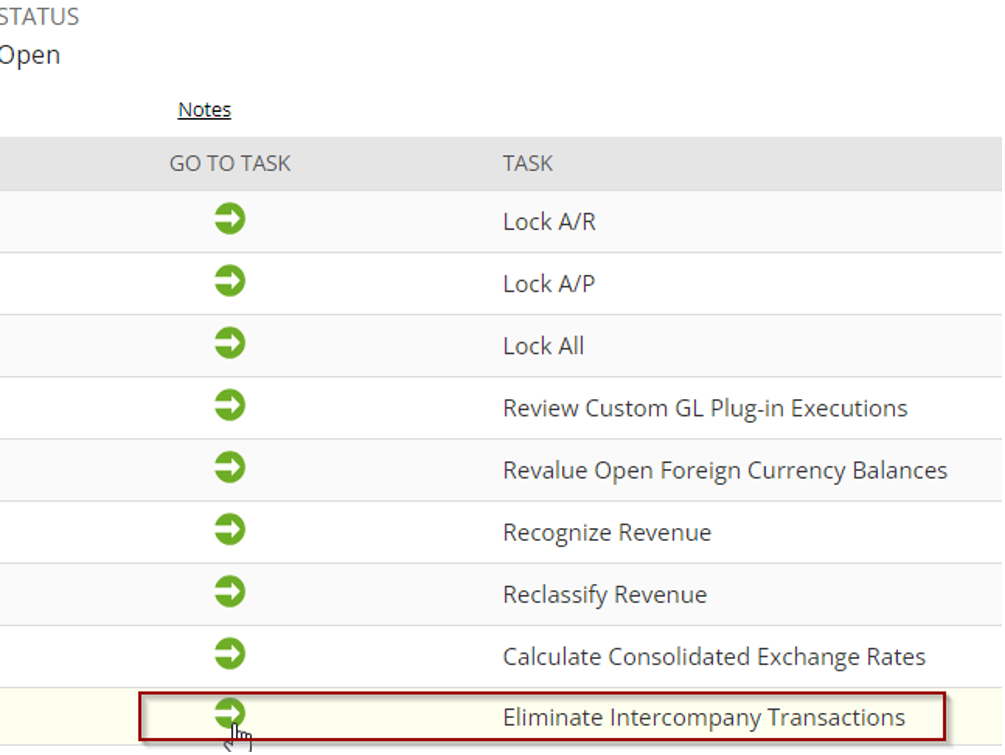 STATUS
Open
Notes
GO TO TASK TASK
Lock A/R
Lock A/P
Lock All
Review Custom GL Plug-in Executions
Revalue Open Foreign Currency Balances
Recognize Revenue
Reclassify Revenue
Calculate Consolidated Exchange Rates
Eliminate Intercompany Transactions